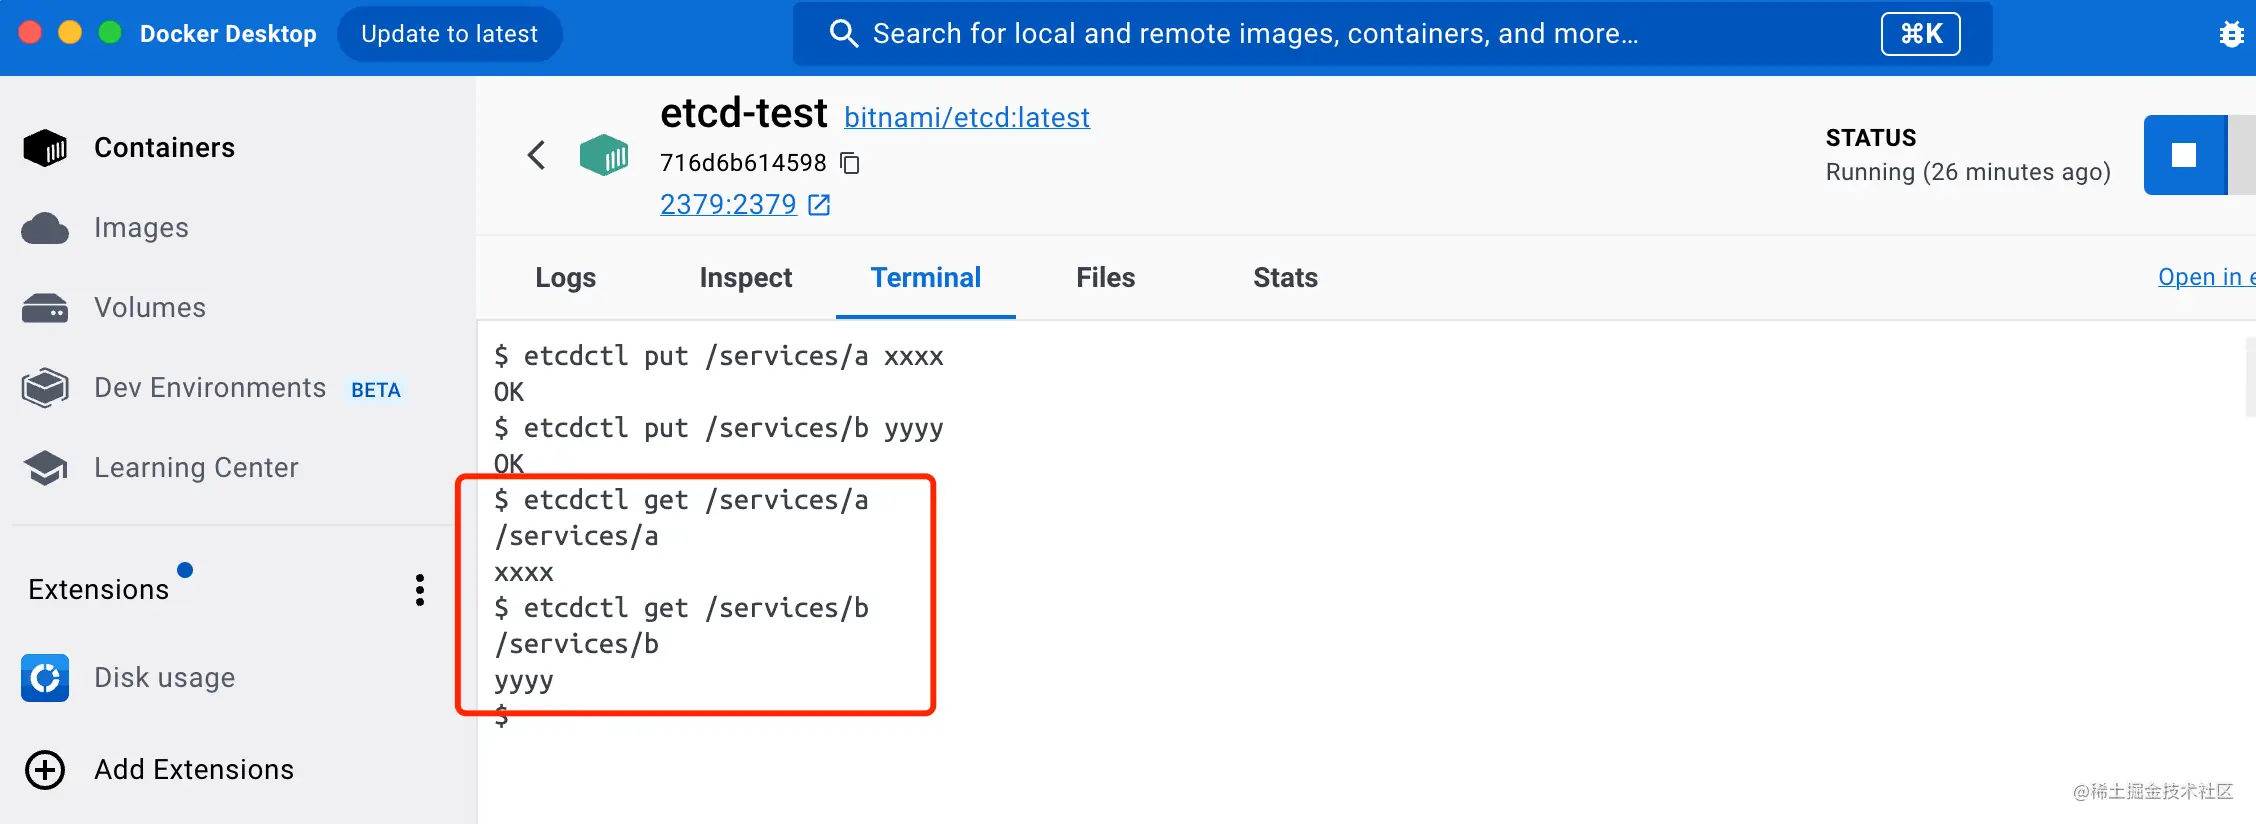 Docker Desktop
Update to latest
Search for local and remote images, containers, and more...
⌘K
Containers
Images
Volumes
Dev Environments BETA
Learning Center
Extensions
Disk usage
Add Extensions
etcd-test bitnami/etcd:latest
716d6b614598
2379:2379
STATUS
Running (26 minutes ago)
Logs
Inspect
Terminal
Files
Stats
Open in e
$ etcdctl put /services/a xxxx
OK
$ etcdctl put /services/b yyyy
OK
$ etcdctl get /services/a
/services/a
xxxx
$ etcdctl get /services/b
/services/b
yyyy
$
@稀土掘金技术社区